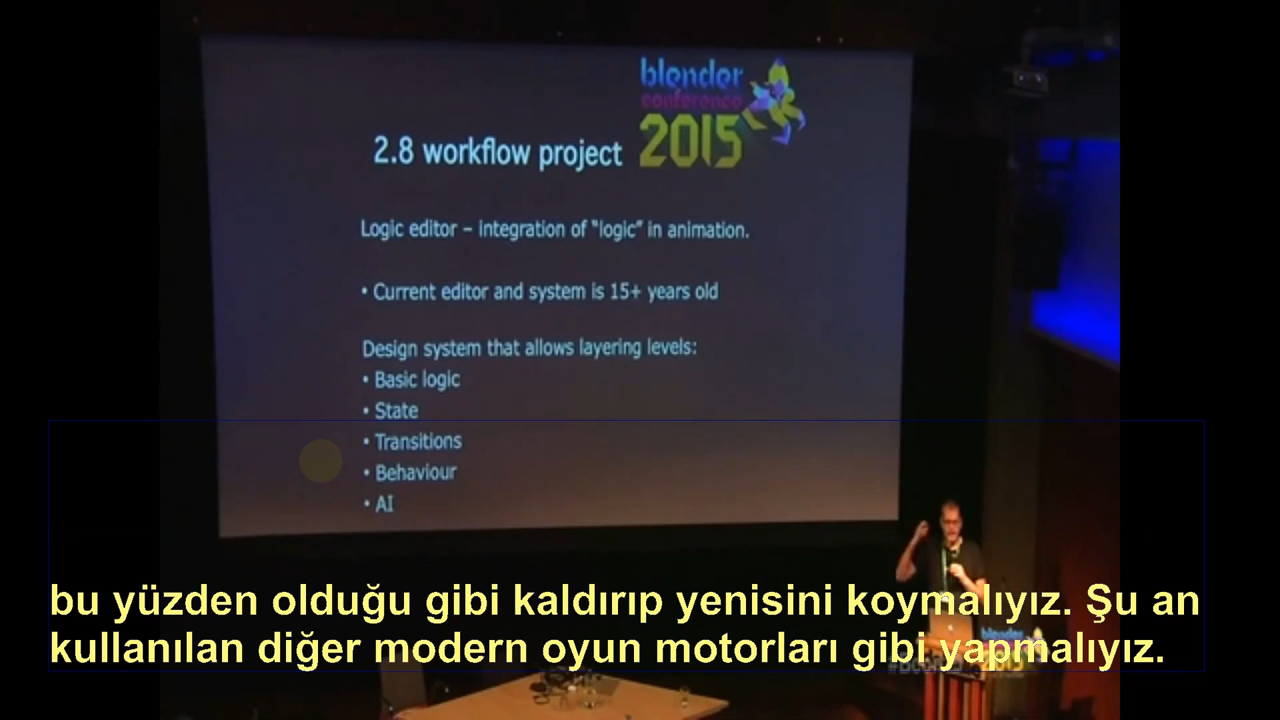 blender
conference
2015
2.8 workflow project
Logic editor – integration of “logic” in animation.
• Current editor and system is 15+ years old
Design system that allows layering levels:
• Basic logic
• State
• Transitions
• Behaviour
• AI
bu yüzden olduğu gibi kaldırıp yenisini koymalıyız. Şu an
kullanılan diğer modern oyun motorları gibi yapmalıyız.
blender